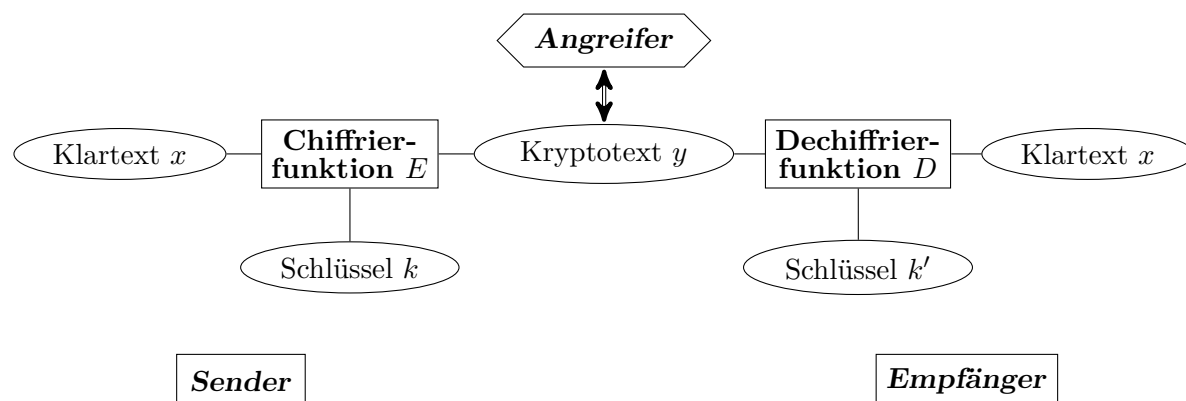 Angreifer
Klartext x
Chiffrier-
funktion E
Kryptotext y
Dechiffrier-
funktion D
Klartext x
Schlüssel k
Schlüssel k′
Sender
Empfänger